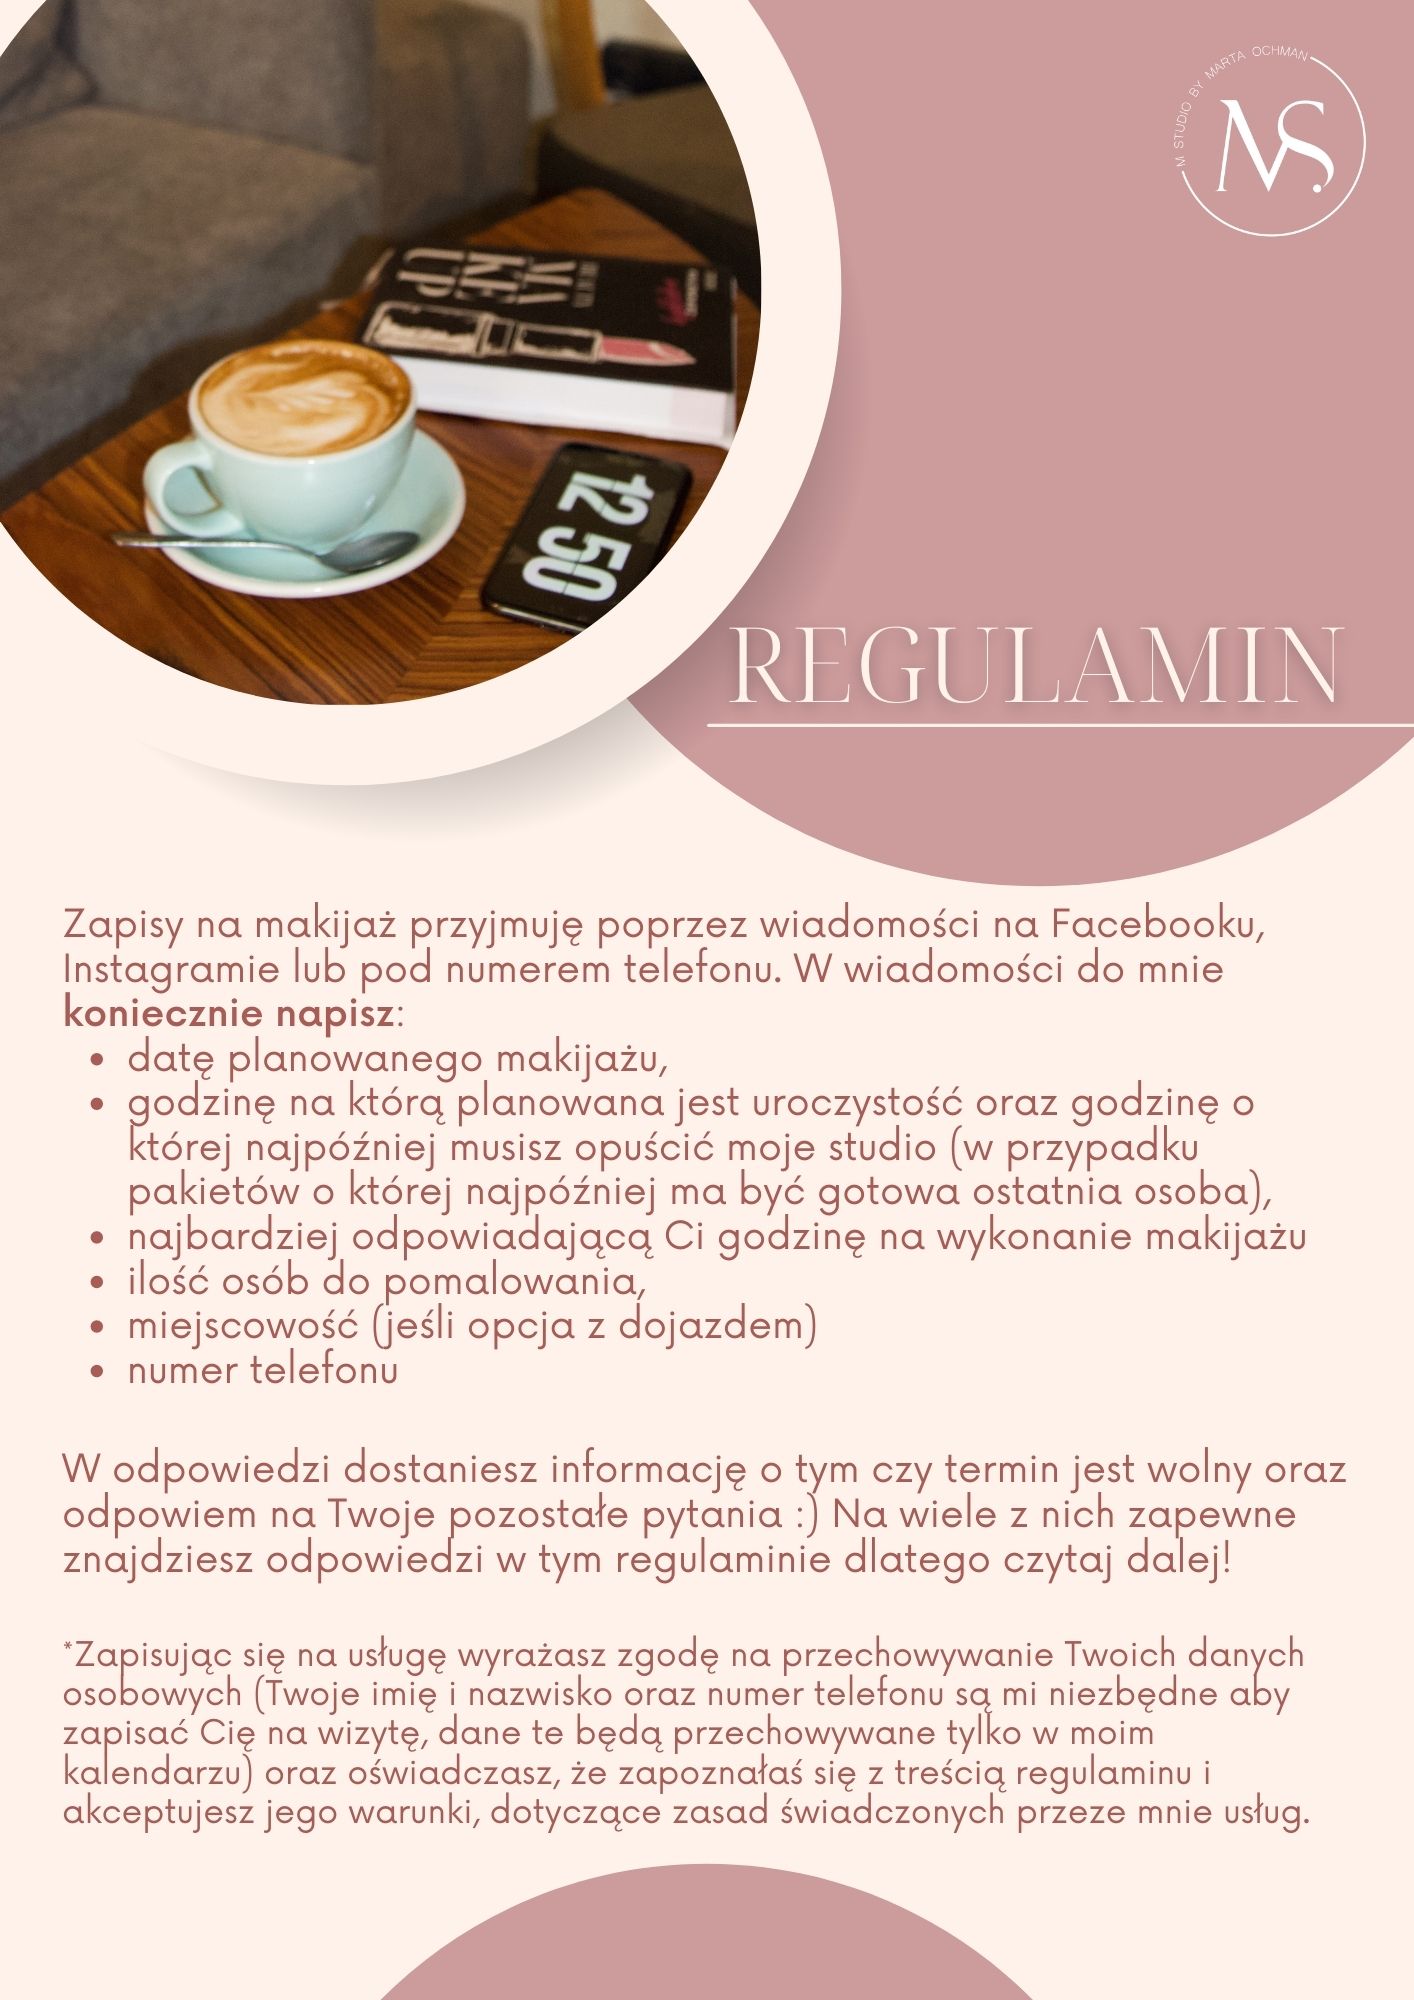 M STUDIO BY MARTA OCHMAN
MS.
MA
KE
UP
12 50
REGULAMIN
Zapisy na makijaż przyjmuję poprzez wiadomości na Facebooku,
Instagramie lub pod numerem telefonu. W wiadomości do mnie
koniecznie napisz:
• datę planowanego makijażu,
• godzinę na którą planowana jest uroczystość oraz godzinę o
której najpóźniej musisz opuścić moje studio (w przypadku
pakietów o której najpóźniej ma być gotowa ostatnia osoba),
• najbardziej odpowiadającą Ci godzinę na wykonanie makijażu
• ilość osób do pomalowania,
• miejscowość (jeśli opcja z dojazdem)
• numer telefonu
W odpowiedzi dostaniesz informację o tym czy termin jest wolny oraz
odpowiem na Twoje pozostałe pytania :) Na wiele z nich zapewne
znajdziesz odpowiedzi w tym regulaminie dlatego czytaj dalej!
*Zapisując się na usługę wyrażasz zgodę na przechowywanie Twoich danych
osobowych (Twoje imię i nazwisko oraz numer telefonu są mi niezbędne aby
zapisać Cię na wizytę, dane te będą przechowywane tylko w moim
kalendarzu) oraz oświadczasz, że zapoznałaś się z treścią regulaminu i
akceptujesz jego warunki, dotyczące zasad świadczonych przeze mnie usług.